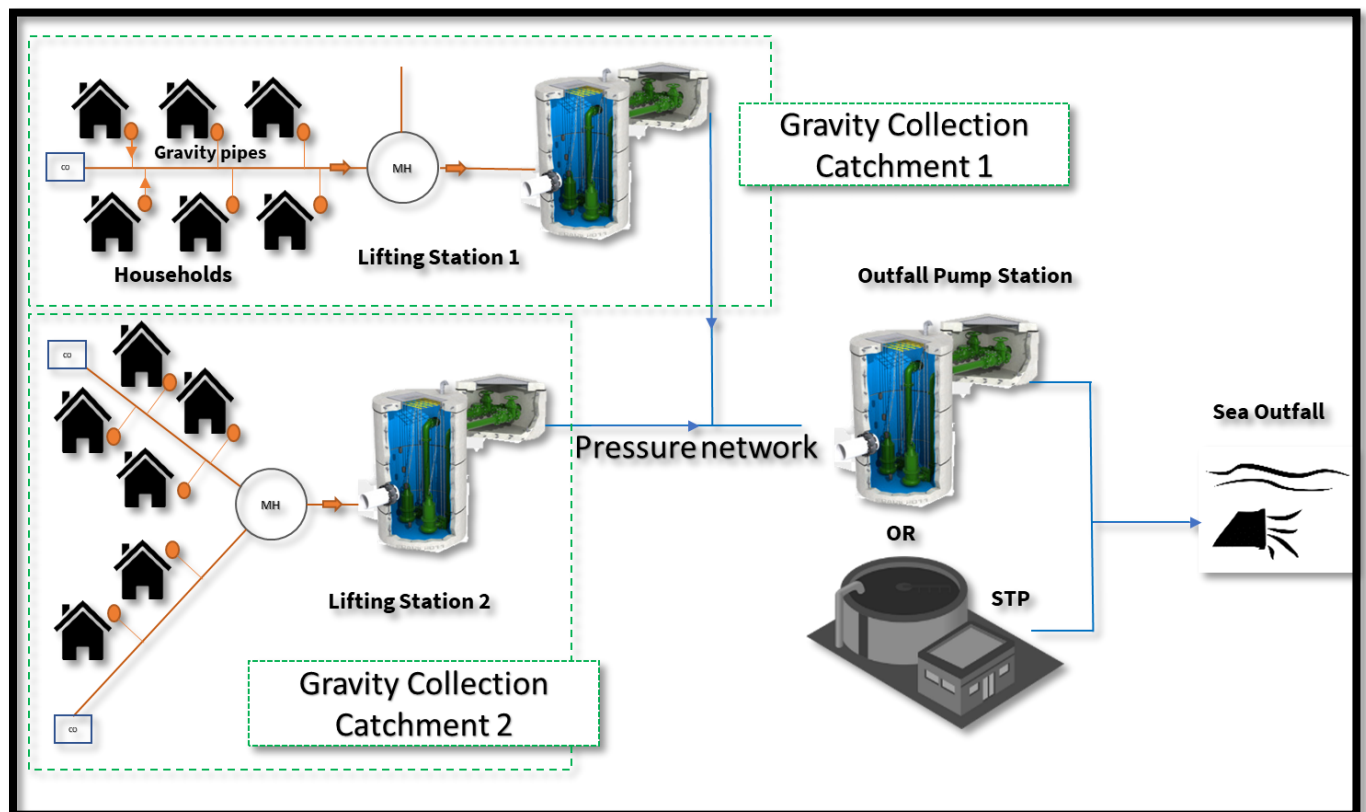 Gravity pipes
CO
MH
Households
Lifting Station 1
Gravity Collection
Catchment 1
Outfall Pump Station
CO
MH
Lifting Station 2
CO
Gravity Collection
Catchment 2
Pressure network
OR
STP
Sea Outfall